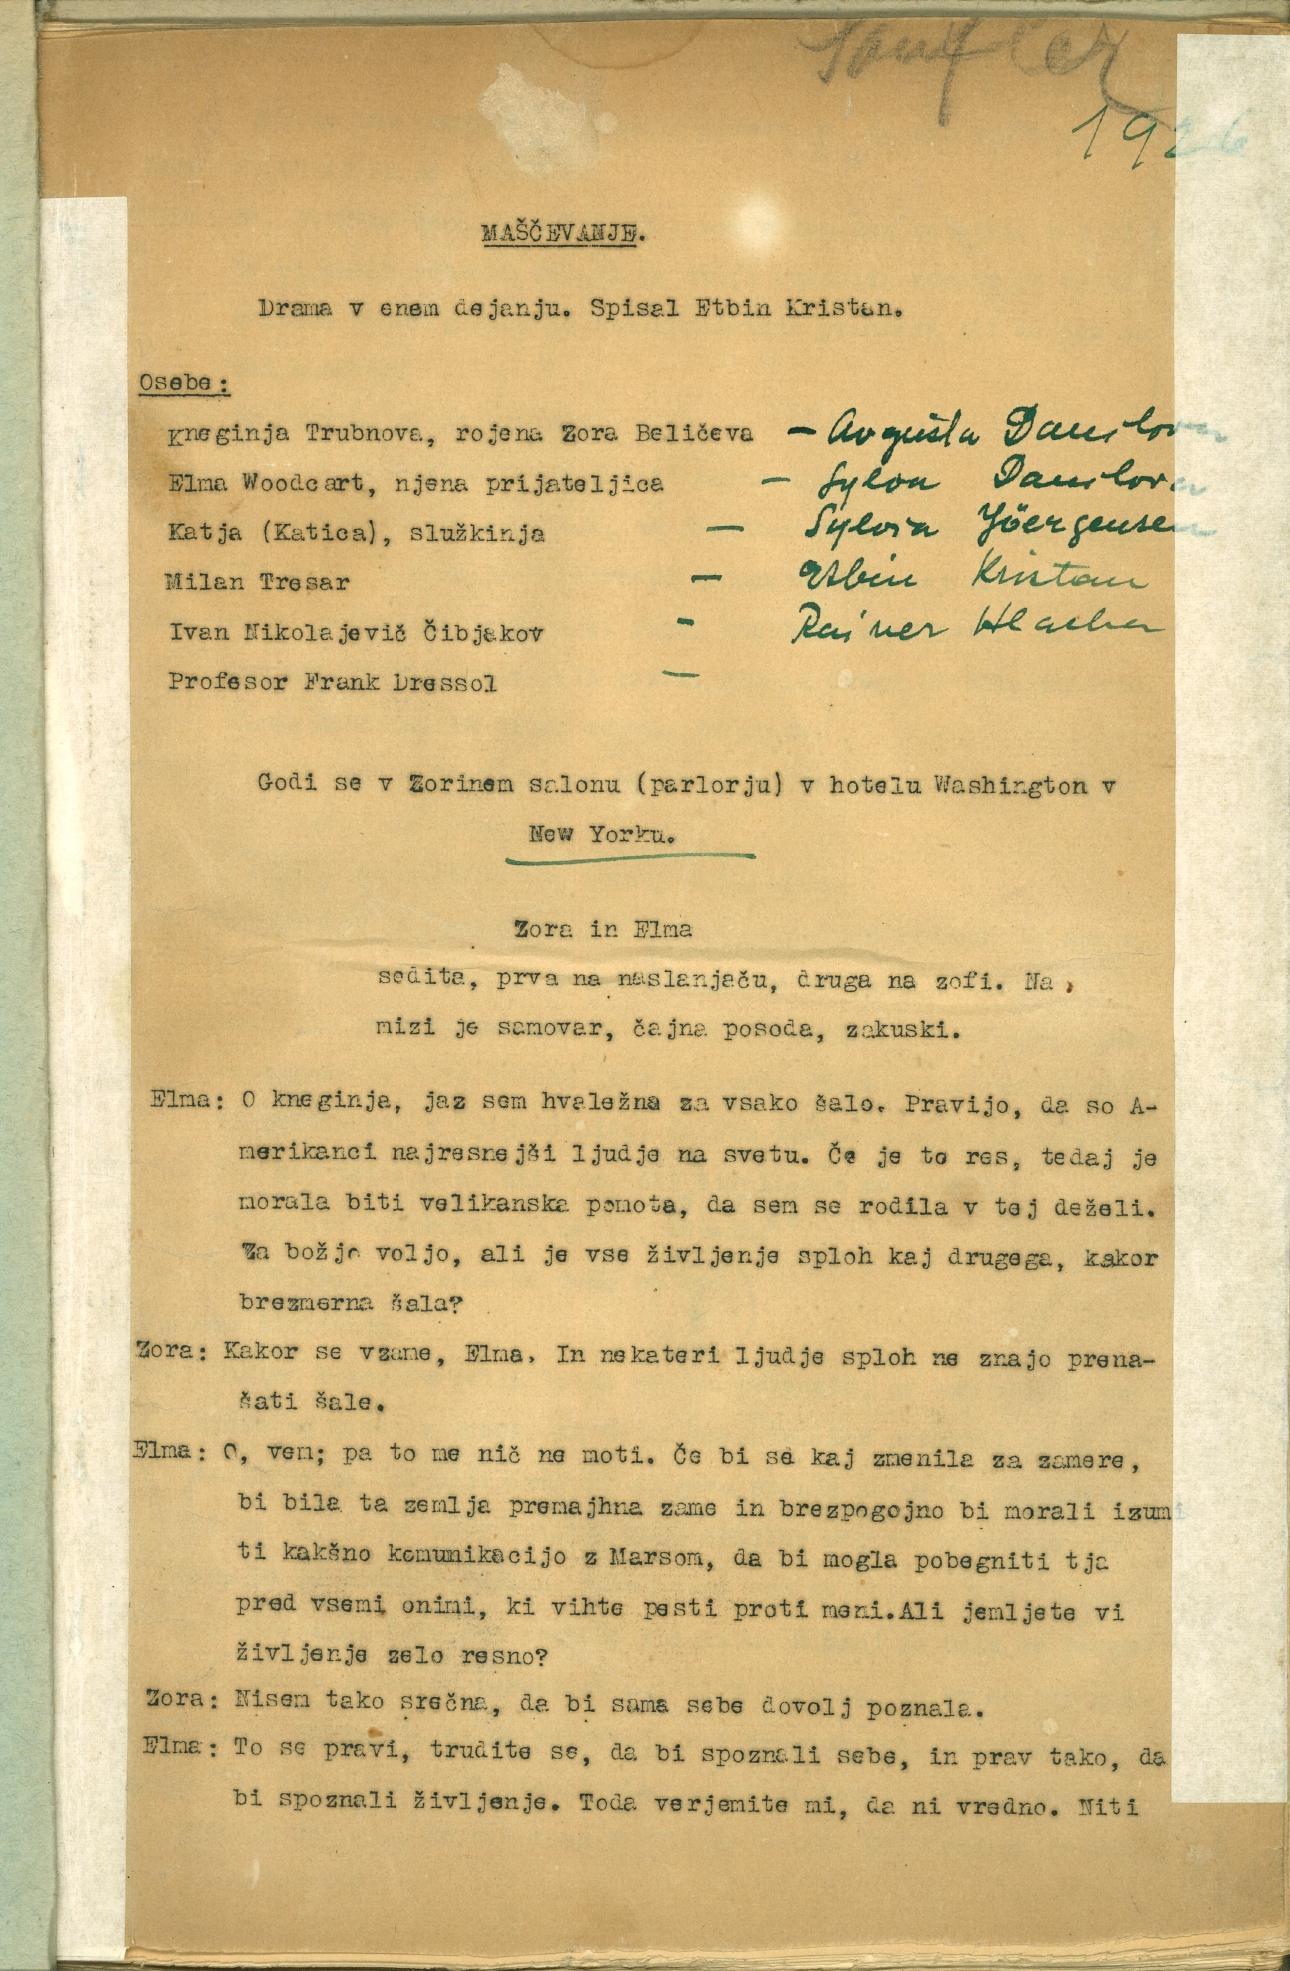 Soufler
1926
MAŠČEVANJE.
Drama v enem dejanju. Spisal Etbin Kristan.
Osebe:
Kneginja Trubnova, rojena Zora Beličeva — Avgusta Danilova
Elma Woodcart, njena prijateljica — Sylva Danilova
Katja (Katica), služkinja — Sylvia Jöergensen
Milan Tresar — Etbin Kristan
Ivan Nikolajevič Čibjakov - Rainer Hlacha
Profesor Frank Dressol —
Godi se v Zorinem salonu (parlorju) v hotelu Washington v
New Yorku.
Zora in Elma
sedita, prva na naslanjaču, druga na zofi. Na
mizi je samovar, čajna posoda, zakuski.
Elma: O kneginja, jaz sem hvaležna za vsako šalo. Pravijo, da so A-
merikanci najresnejši ljudje na svetu. Če je to res, tedaj je
morala biti velikanska pomota, da sem se rodila v tej deželi.
Za božjo voljo, ali je vse življenje sploh kaj drugega, kakor
brezmerna šala?
Zora: Kakor se vzame, Elma. In nekateri ljudje sploh ne znajo prena-
šati šale.
Elma: O, vem; pa to me nič ne moti. Če bi se kaj zmenila za zamere,
bi bila ta zemlja premajhna zame in brezpogojno bi morali izumi
ti kakšno komunikacijo z Marsom, da bi mogla pobegniti tja
pred vsemi onimi, ki vihte pesti proti meni.Ali jemljete vi
življenje zelo resno?
Zora: Nisem tako srečna, da bi sama sebe dovolj poznala.
Elma: To se pravi, trudite se, da bi spoznali sebe, in prav tako, da
bi spoznali življenje. Toda verjemite mi, da ni vredno. Niti